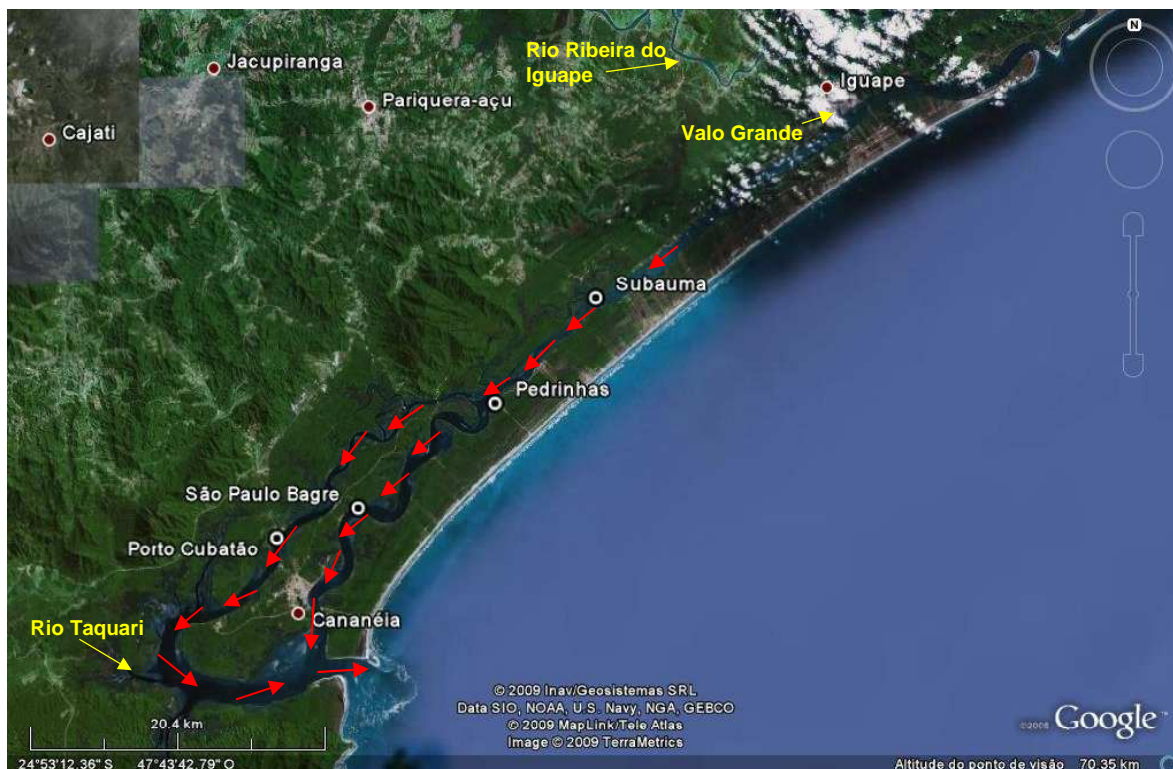 N
Rio Ribeira do
Iguape
Jacupiranga
Iguape
Pariquera-açu
Cajati
Valo Grande
Subauma
Pedrinhas
São Paulo Bagre
Porto Cubatão
Cananéia
Rio Taquari
© 2009 Inav/Geosistemas SRL
Data SIO, NOAA, U.S. Navy, NGA, GEBCO
© 2009 MapLink/Tele Atlas
Image © 2009 TerraMetrics
©2008 Google™
20.4 km
24°53'12.36" S 47°43'42.79" O
Altitude do ponto de visão 70.35 km